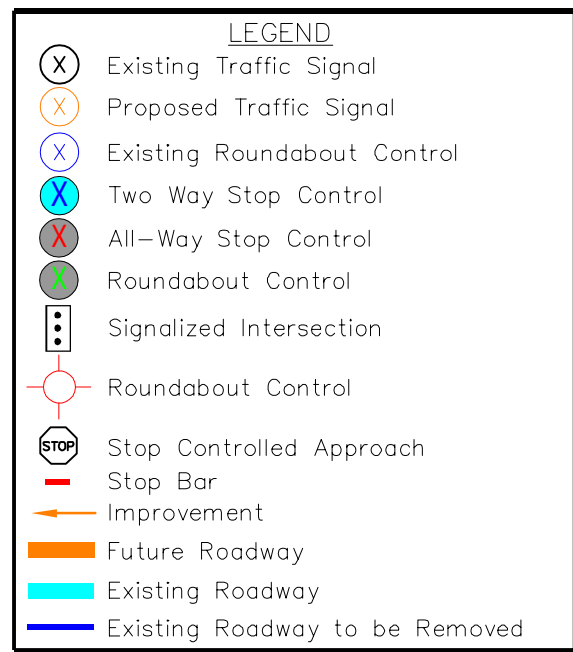 LEGEND
X Existing Traffic Signal
X Proposed Traffic Signal
X Existing Roundabout Control
X Two Way Stop Control
X All-Way Stop Control
X Roundabout Control
Signalized Intersection
Roundabout Control
STOP Stop Controlled Approach
Stop Bar
Improvement
Future Roadway
Existing Roadway
Existing Roadway to be Removed